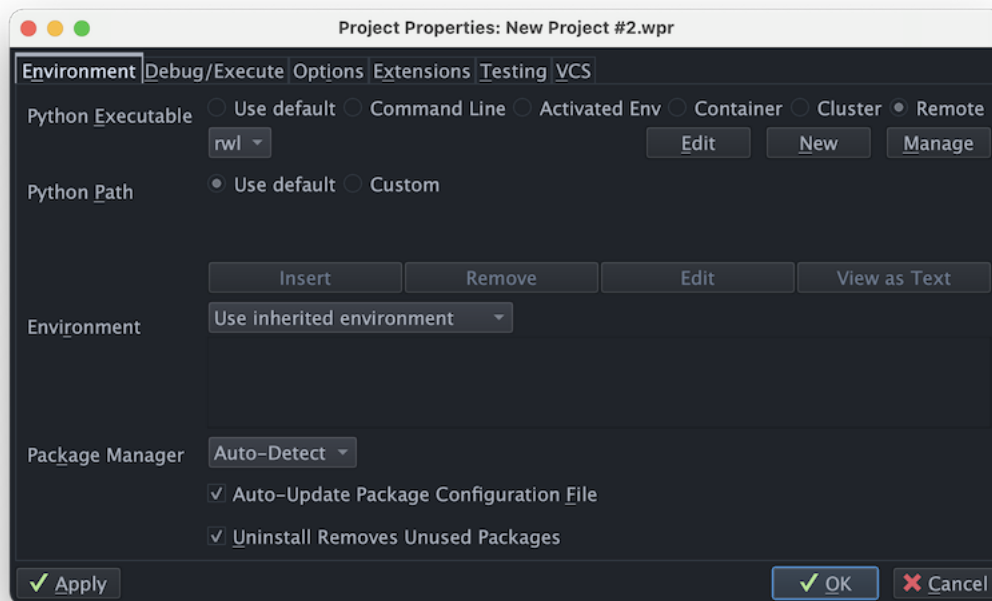 Project Properties: New Project #2.wpr
Environment Debug/Execute Options Extensions Testing VCS
Python Executable Use default Command Line Activated Env Container Cluster Remote
rwl Edit New Manage
Python Path Use default Custom
Insert Remove Edit View as Text
Environment Use inherited environment
Package Manager Auto-Detect
Auto-Update Package Configuration File
Uninstall Removes Unused Packages
Apply OK Cancel